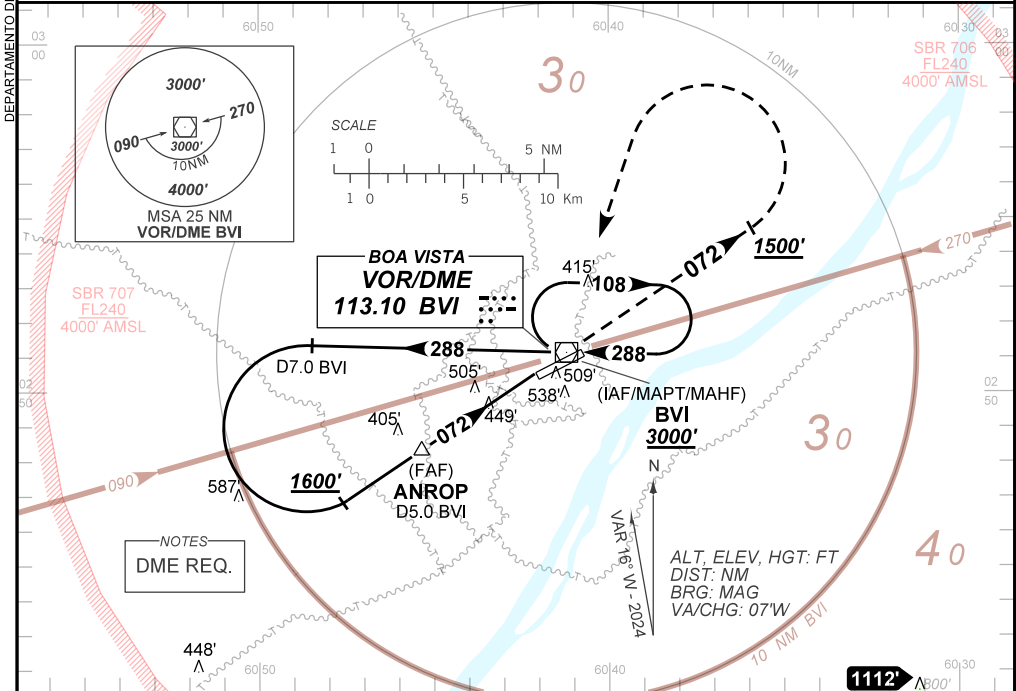 DEPARTAMENTO DE
03
00
60 50
60 40
60 30
03
00
3000'
090
270
3000'
10NM
4000'
MSA 25 NM
VOR/DME BVI
SCALE
1 0 5 NM
1 0 5 10 Km
30
10NM
SBR 706
FL240
4000' AMSL
SBR 707
FL240
4000' AMSL
BOA VISTA
VOR/DME
113.10 BVI
415'
108
072
1500'
270
288
D7.0 BVI
288
505'
509'
538'
449'
405'
(IAF/MAPT/MAHF)
BVI
3000'
02
50
02
50
072
30
(FAF)
ANROP
D5.0 BVI
1600'
090
587'
N
VAR 16° W - 2024
NOTES
DME REQ.
ALT, ELEV, HGT: FT
DIST: NM
BRG: MAG
VA/CHG: 07'W
40
10 NM BVI
448'
60 50
60 40
60 30
1112'
800'